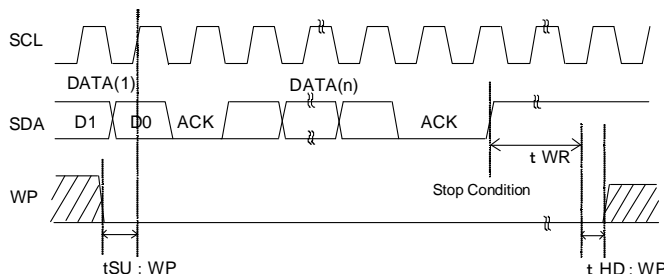 SCL
DATA(1) DATA(n)
SDA D1 D0 ACK ACK
t WR
Stop Condition
WP
tSU : WP t HD : WP